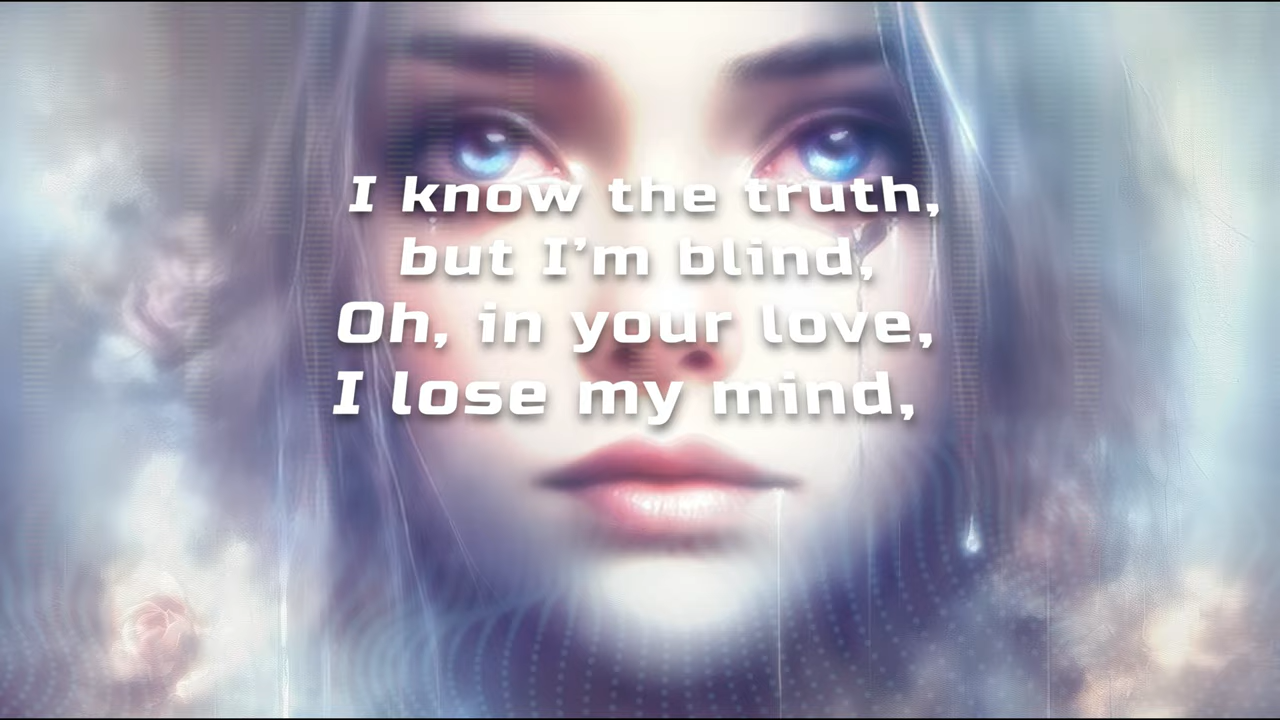 I know the truth,
but I'm blind,
Oh, in your love,
I lose my mind,